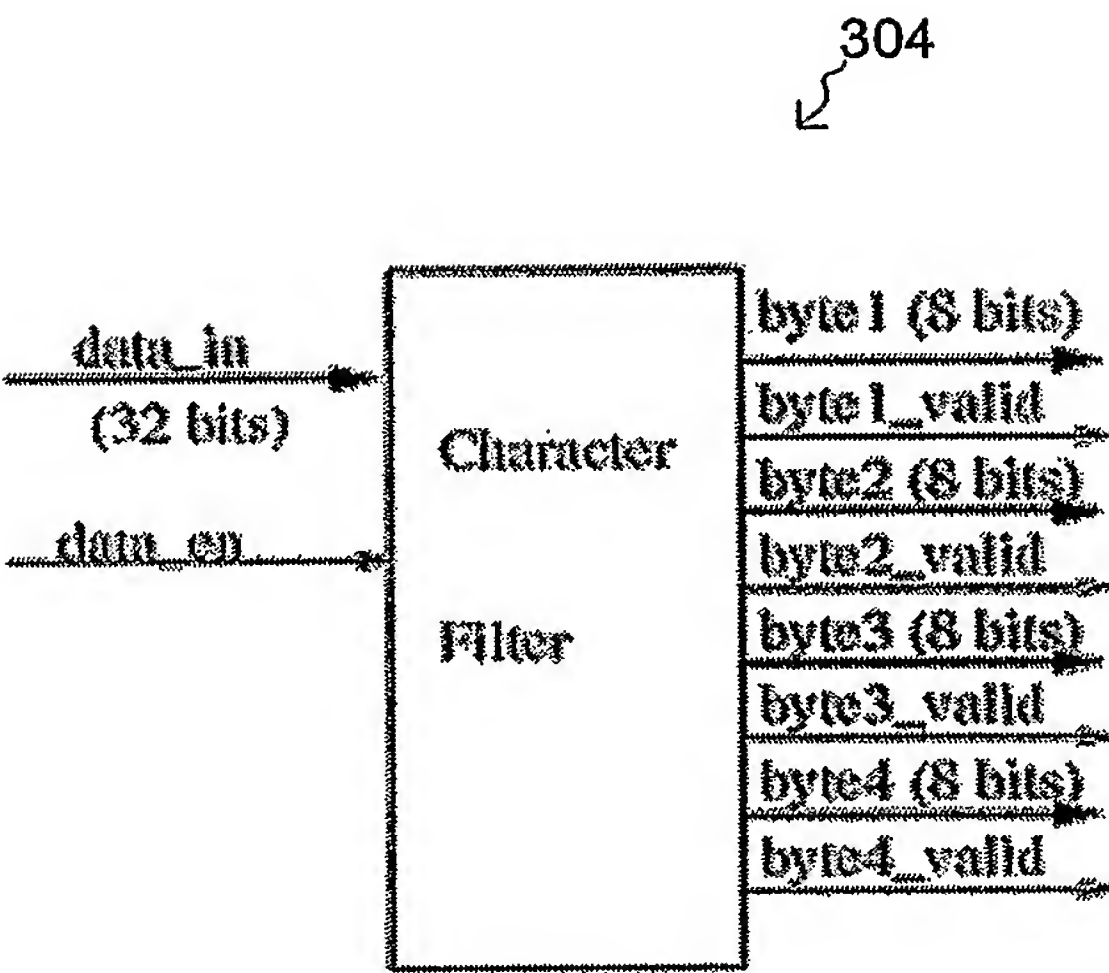 304
data_in
(32 bits)
data_en
Character
Filter
byte1 (8 bits)
byte1_valid
byte2 (8 bits)
byte2_valid
byte3 (8 bits)
byte3_valid
byte4 (8 bits)
byte4_valid